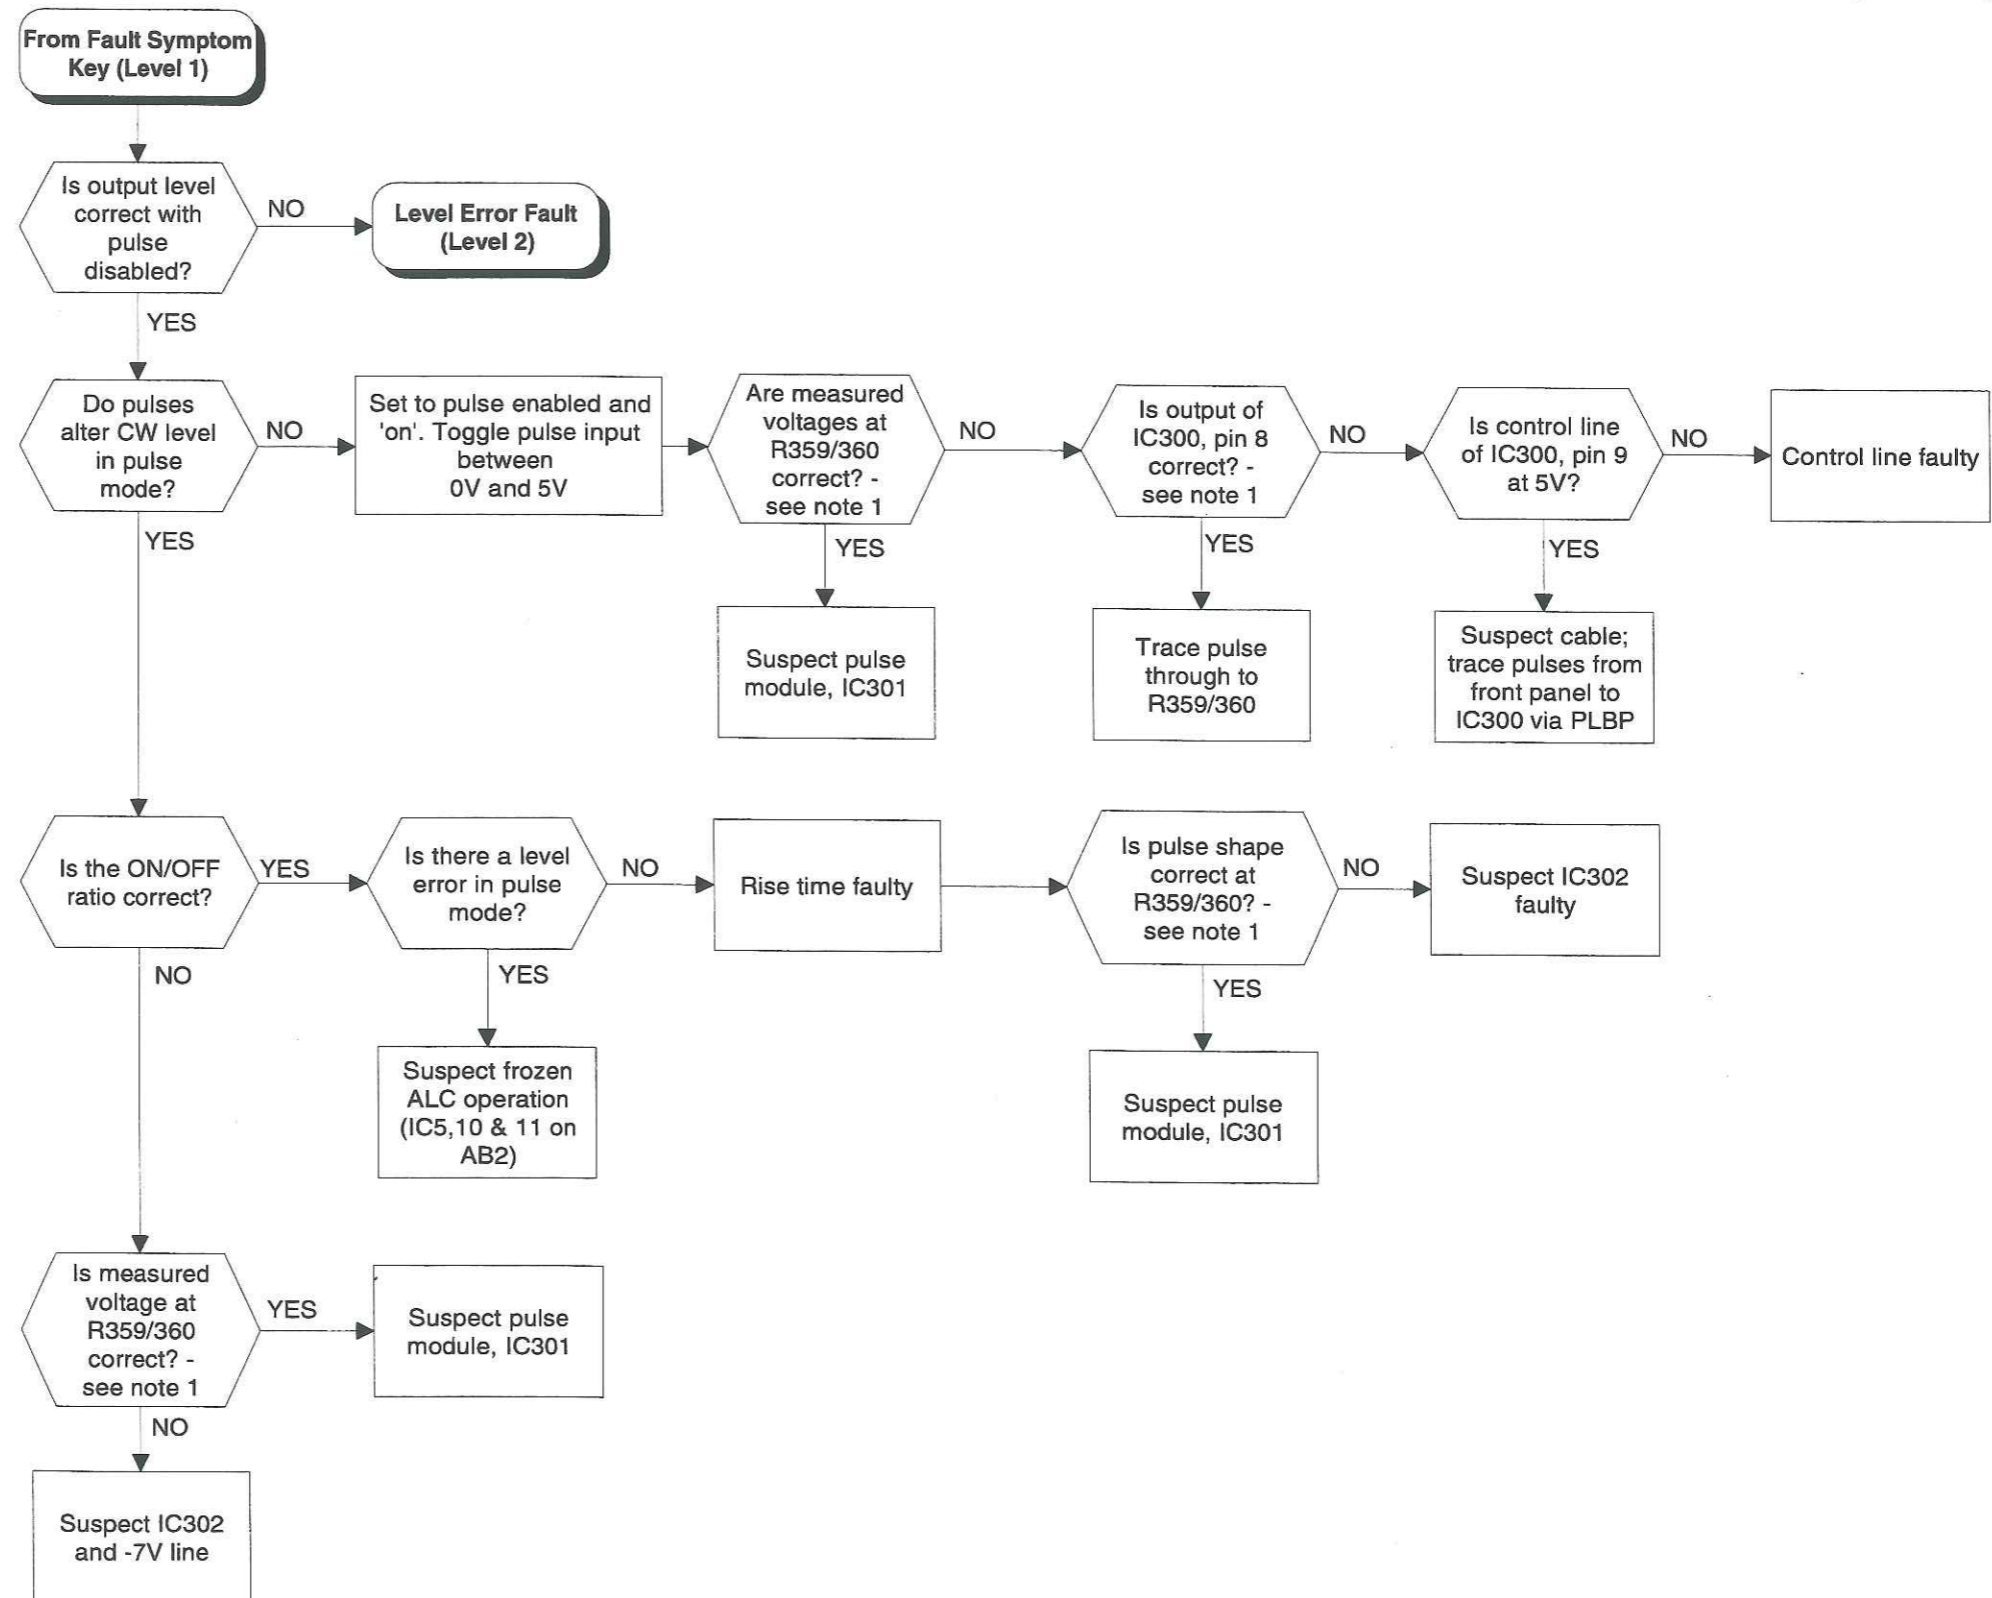 From Fault Symptom
Key (Level 1)
Is output level
correct with
pulse
disabled?
NO
Level Error Fault
(Level 2)
YES
Do pulses
alter CW level
in pulse
mode?
NO
Set to pulse enabled and
'on'. Toggle pulse input
between
0V and 5V
Are measured
voltages at
R359/360
correct? -
see note 1
NO
Is output of
IC300, pin 8
correct? -
see note 1
NO
Is control line
of IC300, pin 9
at 5V?
NO
Control line faulty
YES
YES
YES
YES
Suspect pulse
module, IC301
Trace pulse
through to
R359/360
Suspect cable;
trace pulses from
front panel to
IC300 via PLBP
Is the ON/OFF
ratio correct?
YES
Is there a level
error in pulse
mode?
NO
Rise time faulty
Is pulse shape
correct at
R359/360? -
see note 1
NO
Suspect IC302
faulty
NO
YES
YES
Suspect frozen
ALC operation
(IC5,10 & 11 on
AB2)
Suspect pulse
module, IC301
Is measured
voltage at
R359/360
correct? -
see note 1
YES
Suspect pulse
module, IC301
NO
Suspect IC302
and -7V line